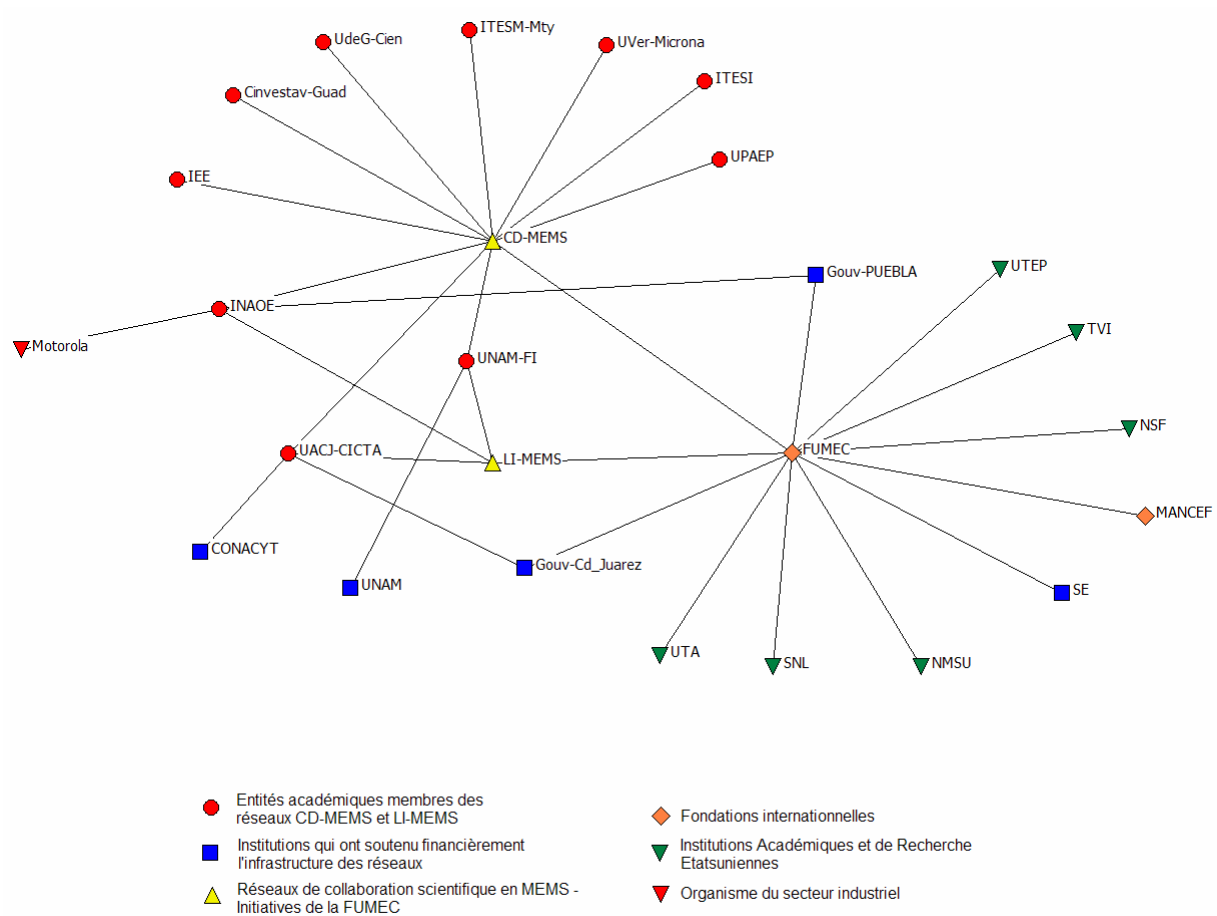 ITESM-Mty
UdeG-Cien
UVer-Microna
ITESI
Cinvestav-Guad
UPAEP
IEE
CD-MEMS
UTEP
Gouv-PUEBLA
INAOE
TVI
Motorola
UNAM-FI
NSF
UACJ-CICTA
FUMEC
LI-MEMS
MANCEF
CONACYT
Gouv-Cd_Juarez
UNAM
SE
UTA
SNL
NMSU
Entités académiques membres des
réseaux CD-MEMS et LI-MEMS
Institutions qui ont soutenu financièrement
l'infrastructure des réseaux
Réseaux de collaboration scientifique en MEMS -
Initiatives de la FUMEC
Fondations internationnelles
Institutions Académiques et de Recherche
Etatsuniennes
Organisme du secteur industriel